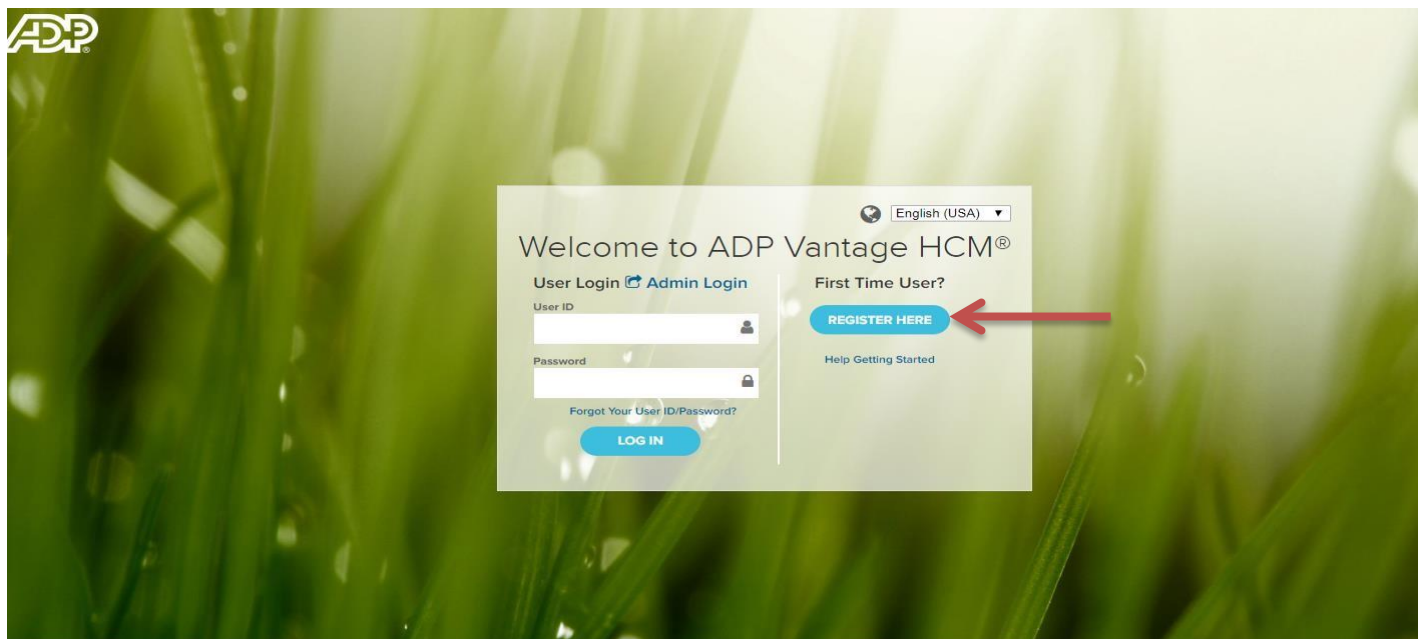 ADP
English (USA)
Welcome to ADP Vantage HCM®
User Login Admin Login
User ID
Password
Forgot Your User ID/Password?
LOG IN
First Time User?
REGISTER HERE
Help Getting Started